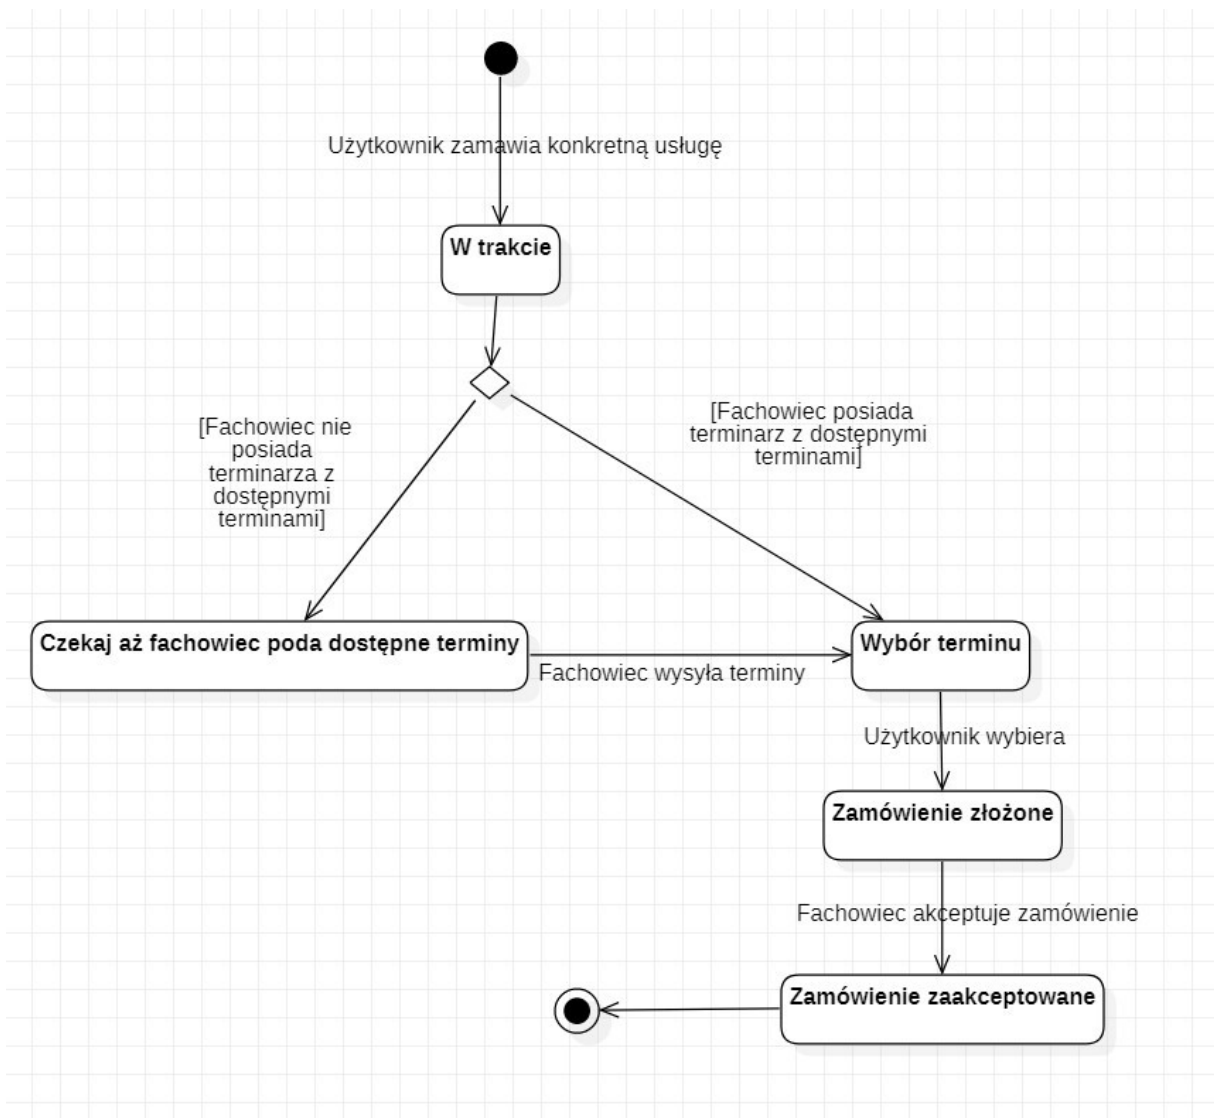 Użytkownik zamawia konkretną usługę
W trakcie
[Fachowiec nie
posiada
terminarza z
dostępnymi
terminami]
[Fachowiec posiada
terminarz z dostępnymi
terminami]
Czekaj aż fachowiec poda dostępne terminy
Fachowiec wysyła terminy
Wybór terminu
Użytkownik wybiera
Zamówienie złożone
Fachowiec akceptuje zamówienie
Zamówienie zaakceptowane